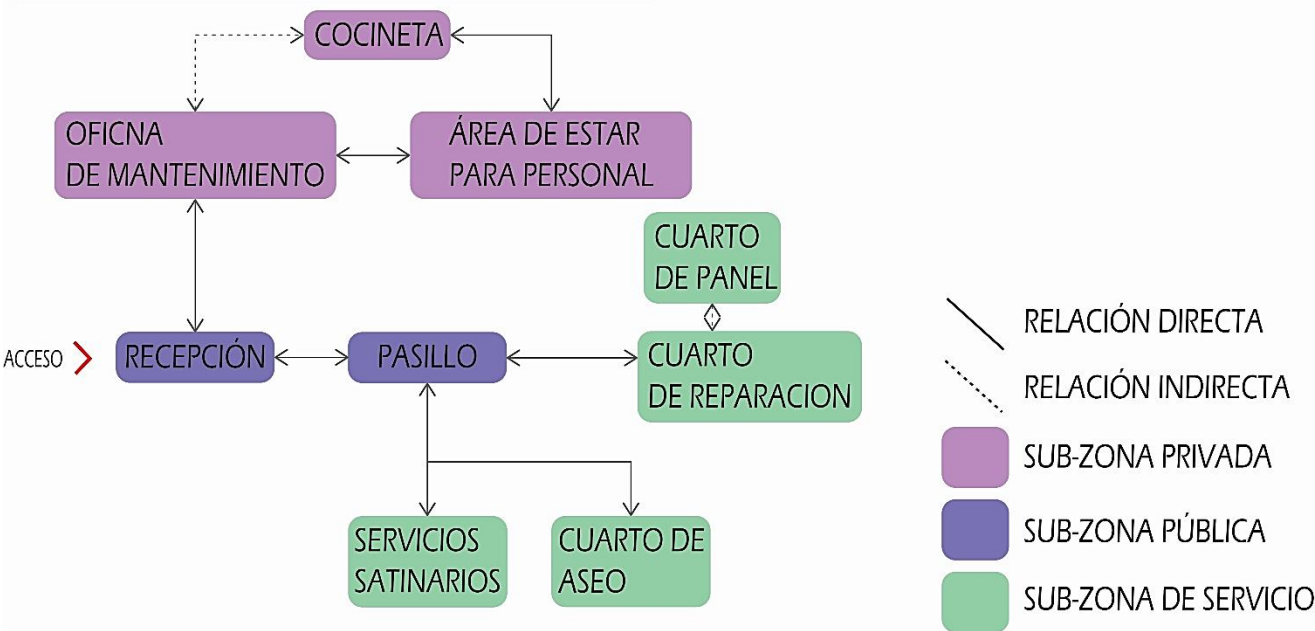 COCINETA
OFICNA
DE MANTENIMIENTO
ÁREA DE ESTAR
PARA PERSONAL
CUARTO
DE PANEL
ACCESO
RECEPCIÓN
PASILLO
CUARTO
DE REPARACION
SERVICIOS
SATINARIOS
CUARTO DE
ASEO
RELACIÓN DIRECTA
RELACIÓN INDIRECTA
SUB-ZONA PRIVADA
SUB-ZONA PÚBLICA
SUB-ZONA DE SERVICIO